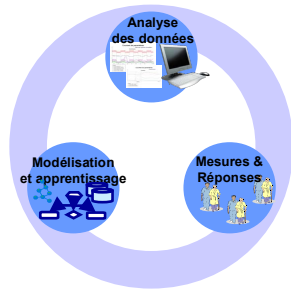 Analyse
des données
Modélisation
et apprentissage
Mesures &
Réponses